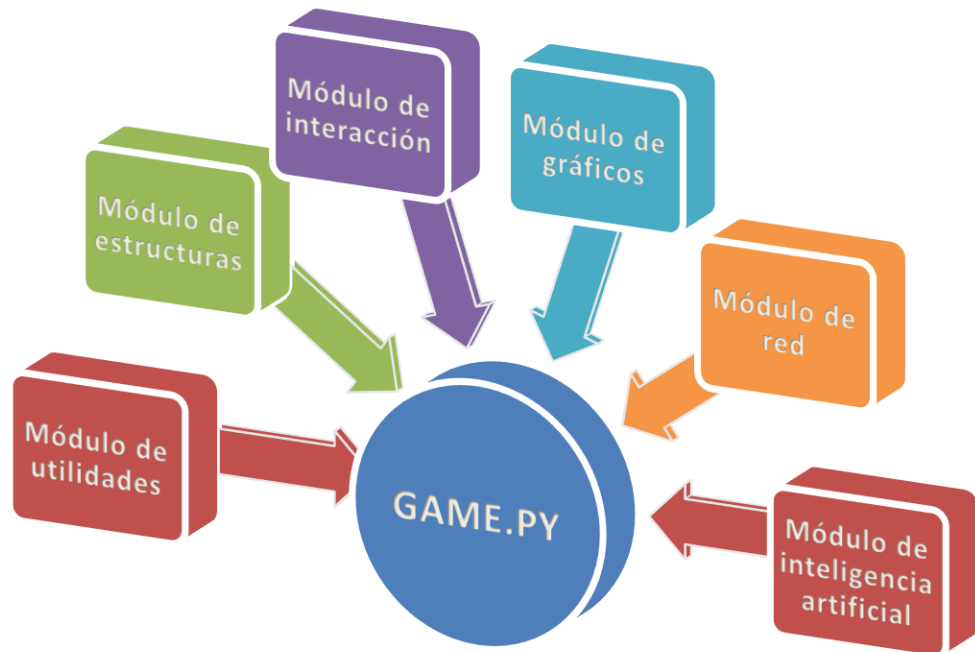 Módulo de
interacción
Módulo de
gráficos
Módulo de
estructuras
Módulo de
red
Módulo de
utilidades
GAME.PY
Módulo de
inteligencia
artificial